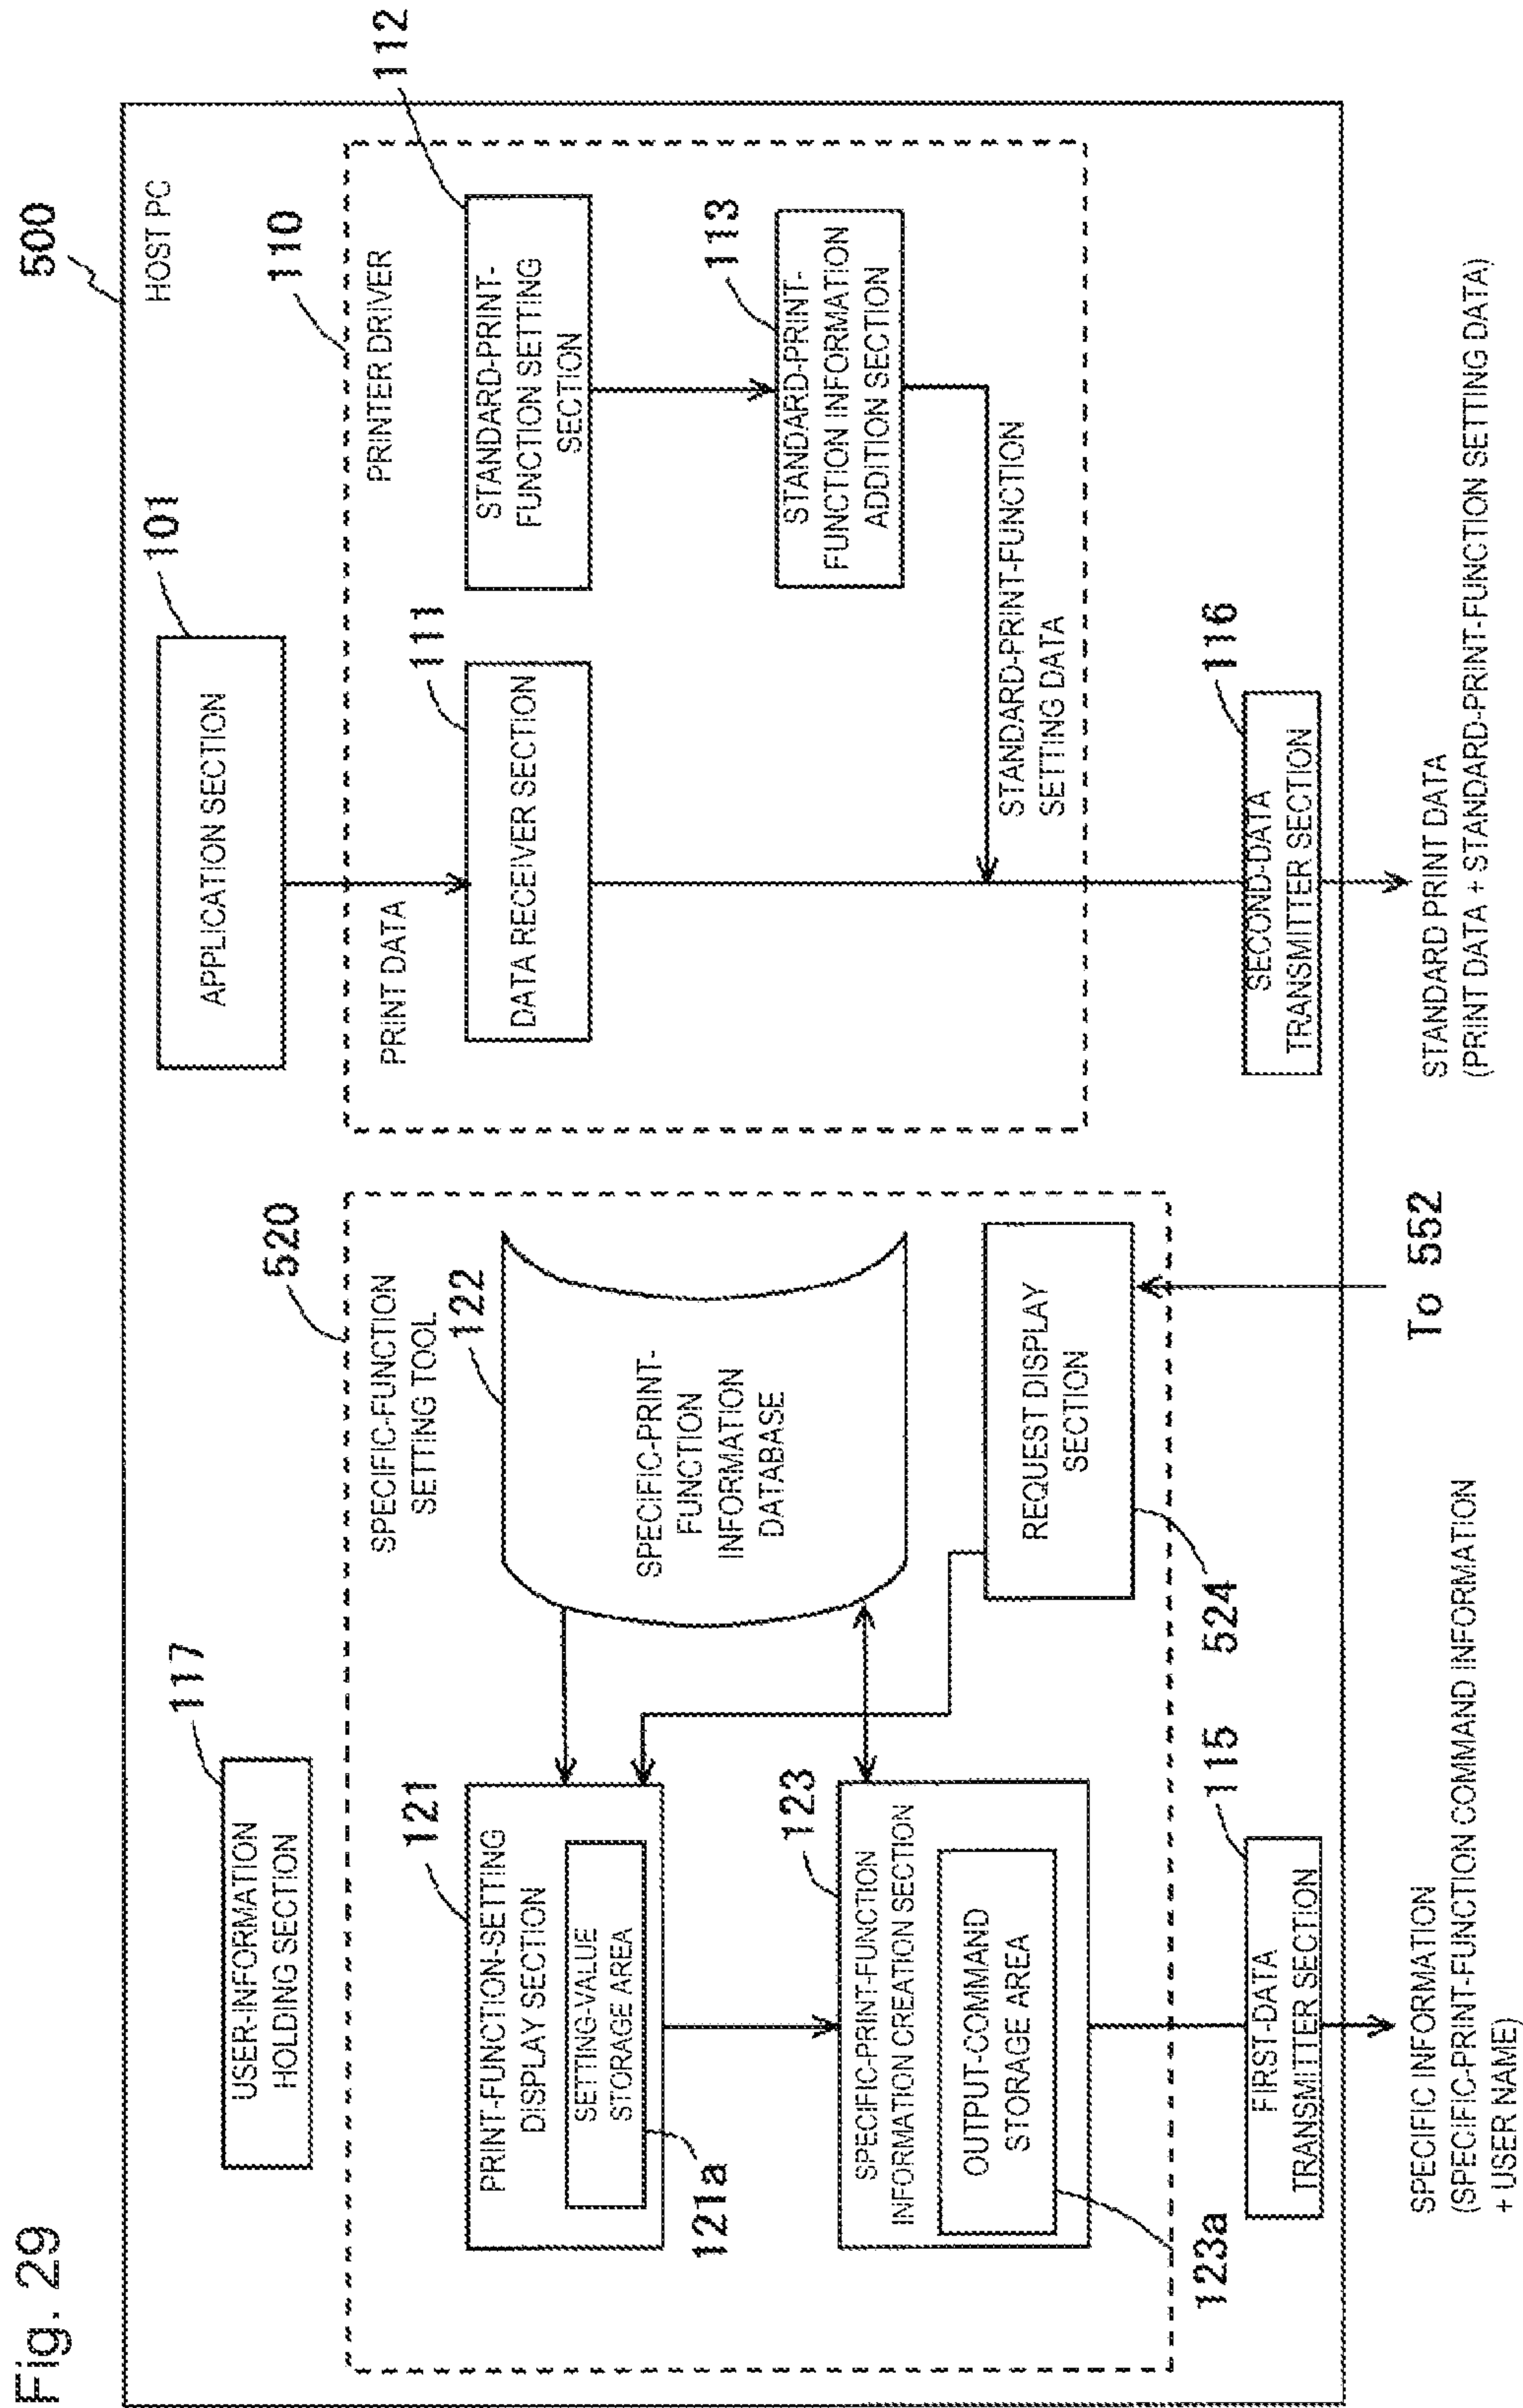 Fig. 29
500
HOST PC
117
USER-INFORMATION
HOLDING SECTION
101
APPLICATION SECTION
520
SPECIFIC-FUNCTION
SETTING TOOL
121
PRINT-FUNCTION-SETTING
DISPLAY SECTION
SETTING-VALUE
STORAGE AREA
121a
122
SPECIFIC-PRINT-
FUNCTION
INFORMATION
DATABASE
123
SPECIFIC-PRINT-FUNCTION
INFORMATION CREATION SECTION
OUTPUT-COMMAND
STORAGE AREA
123a
REQUEST DISPLAY
SECTION
524
110
PRINTER DRIVER
PRINT DATA
111
DATA RECEIVER SECTION
112
STANDARD-PRINT-
FUNCTION SETTING
SECTION
113
STANDARD-PRINT-
FUNCTION INFORMATION
ADDITION SECTION
STANDARD-PRINT-FUNCTION
SETTING DATA
115
FIRST-DATA
TRANSMITTER SECTION
116
SECOND-DATA
TRANSMITTER SECTION
SPECIFIC INFORMATION
(SPECIFIC-PRINT-FUNCTION COMMAND INFORMATION
+ USER NAME)
To 552
STANDARD PRINT DATA
(PRINT DATA + STANDARD-PRINT-FUNCTION SETTING DATA)